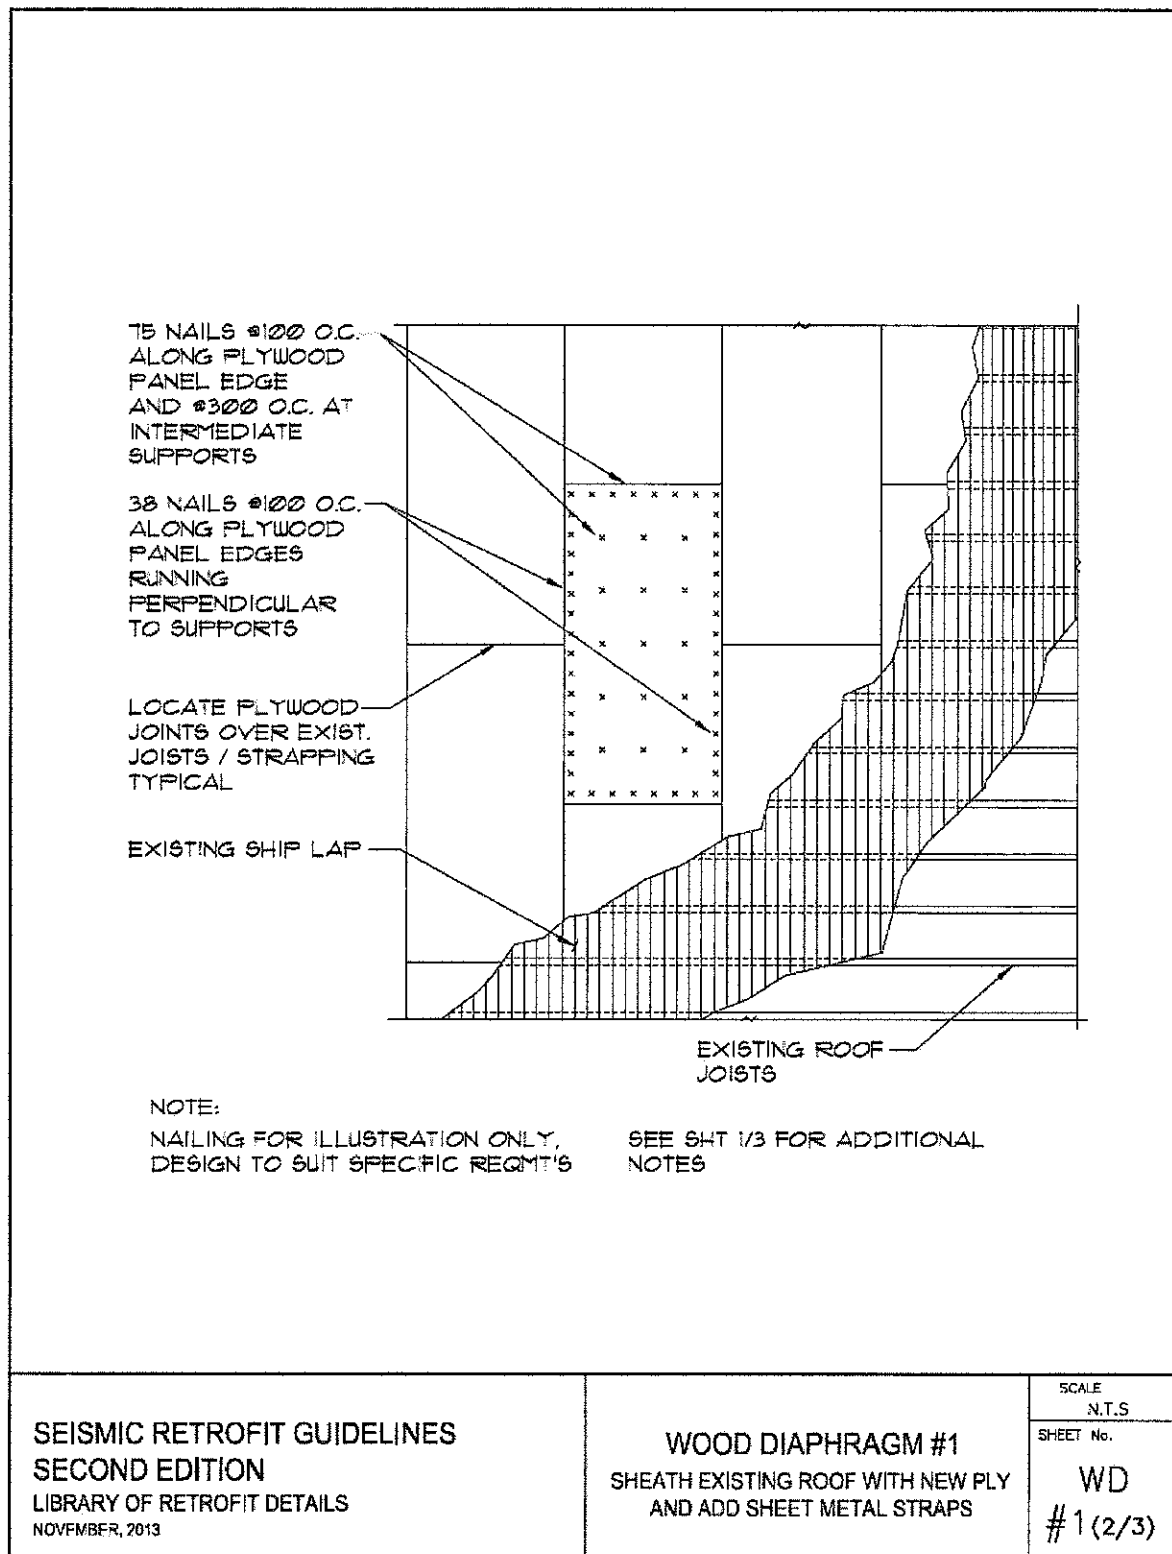 75 NAILS @100 O.C.
ALONG PLYWOOD
PANEL EDGE
AND @300 O.C. AT
INTERMEDIATE
SUPPORTS
38 NAILS @100 O.C.
ALONG PLYWOOD
PANEL EDGES
RUNNING
PERPENDICULAR
TO SUPPORTS
LOCATE PLYWOOD
JOINTS OVER EXIST.
JOISTS / STRAPPING
TYPICAL
EXISTING SHIP LAP
EXISTING ROOF
JOISTS
NOTE:
NAILING FOR ILLUSTRATION ONLY,
DESIGN TO SUIT SPECIFIC REQMT'S
SEE SHT 1/3 FOR ADDITIONAL
NOTES
SEISMIC RETROFIT GUIDELINES
SECOND EDITION
LIBRARY OF RETROFIT DETAILS
NOVEMBER, 2013
WOOD DIAPHRAGM #1
SHEATH EXISTING ROOF WITH NEW PLY
AND ADD SHEET METAL STRAPS
SCALE
N.T.S
SHEET No.
WD
#1 (2/3)